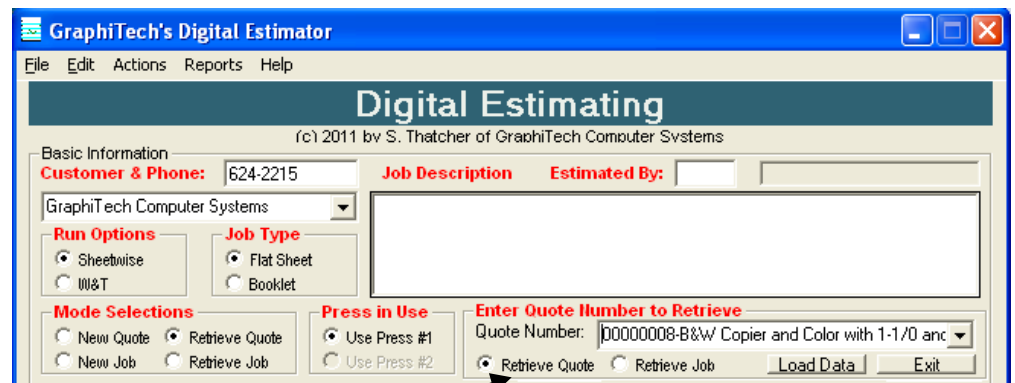 GraphiTech's Digital Estimator
File Edit Actions Reports Help
Digital Estimating
(c) 2011 by S. Thatcher of GraphiTech Computer Systems
Basic Information
Customer & Phone: 624-2215 Job Description Estimated By:
GraphiTech Computer Systems
Run Options Job Type
Sheetwise Flat Sheet
W&T Booklet
Mode Selections Press in Use Enter Quote Number to Retrieve
New Quote Retrieve Quote Use Press #1 Quote Number: 00000008-B&W Copier and Color with 1-1/0 and
New Job Retrieve Job Use Press #2 Retrieve Quote Retrieve Job Load Data Exit